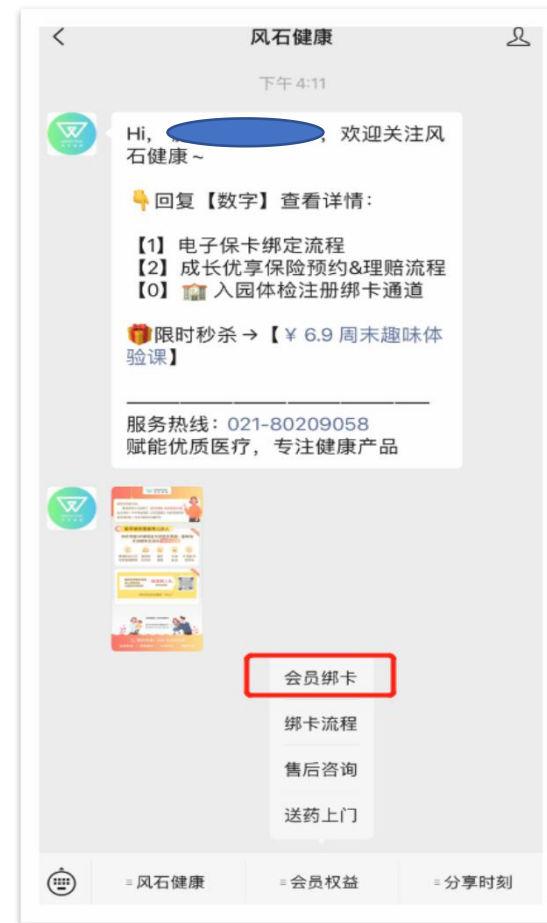 风石健康
下午 4:11
Hi, ，欢迎关注风
石健康～
👇回复【数字】查看详情：
【1】电子保卡绑定流程
【2】成长优享保险预约&理赔流程
【0】🏫 入园体检注册绑卡通道
🎁限时秒杀→【¥ 6.9 周末趣味体
验课】
服务热线：021-80209058
赋能优质医疗，专注健康产品
会员绑卡
绑卡流程
售后咨询
送药上门
≡ 风石健康
≡ 会员权益
≡ 分享时刻